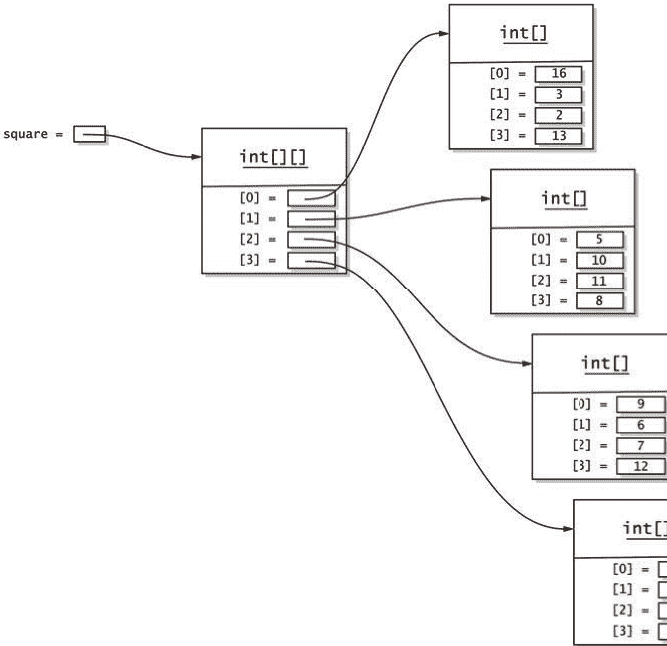 int[]
[0] = 16
[1] = 3
[2] = 2
[3] = 13
square =
int[][]
[0] =
[1] =
[2] =
[3] =
int[]
[0] = 5
[1] = 10
[2] = 11
[3] = 8
int[]
[0] = 9
[1] = 6
[2] = 7
[3] = 12
int[]
[0] =
[1] =
[2] =
[3] =